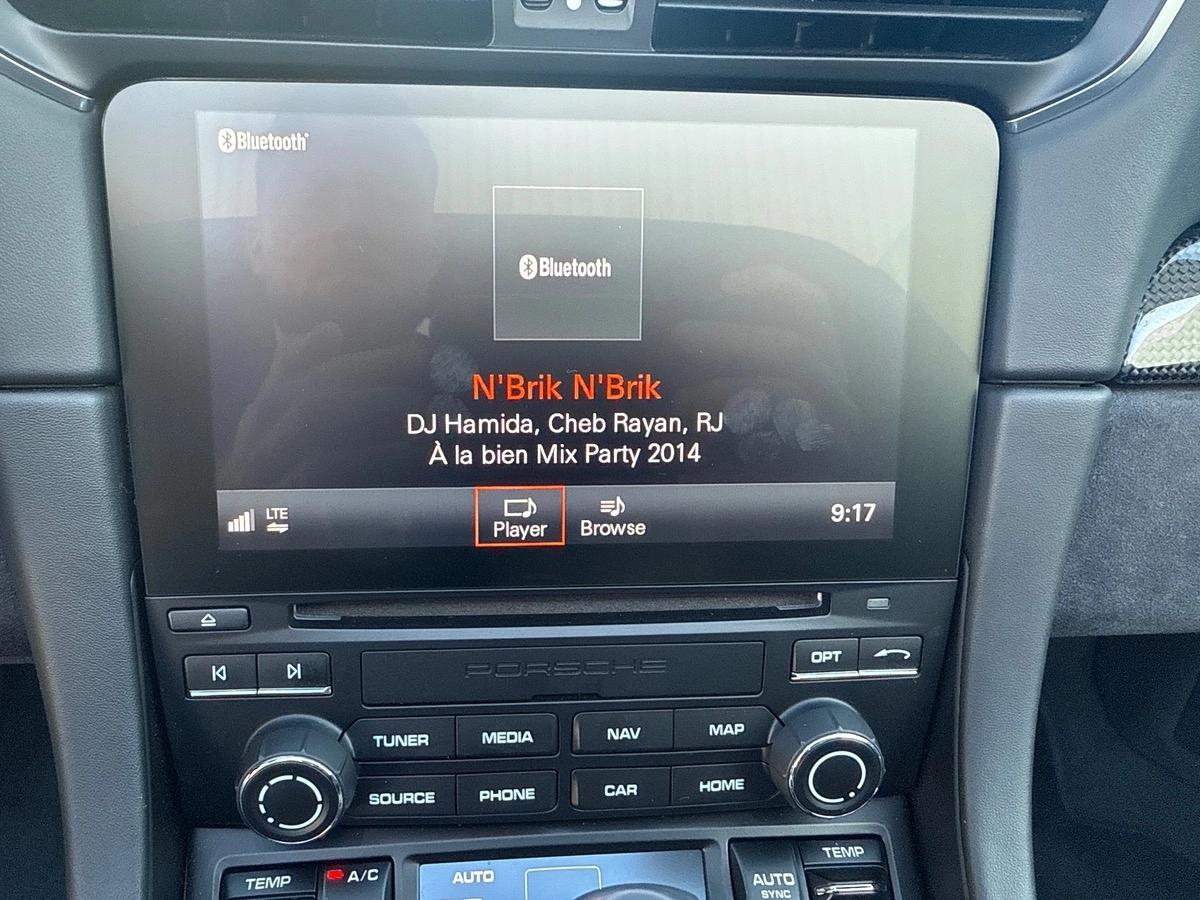 Bluetooth
Bluetooth
N'Brik N'Brik
DJ Hamida, Cheb Rayan, RJ
À la bien Mix Party 2014
LTE
Player
Browse
9:17
PORSCHE
OPT
TUNER
MEDIA
NAV
MAP
SOURCE
PHONE
CAR
HOME
TEMP
A/C
AUTO
AUTO
SYNC
TEMP